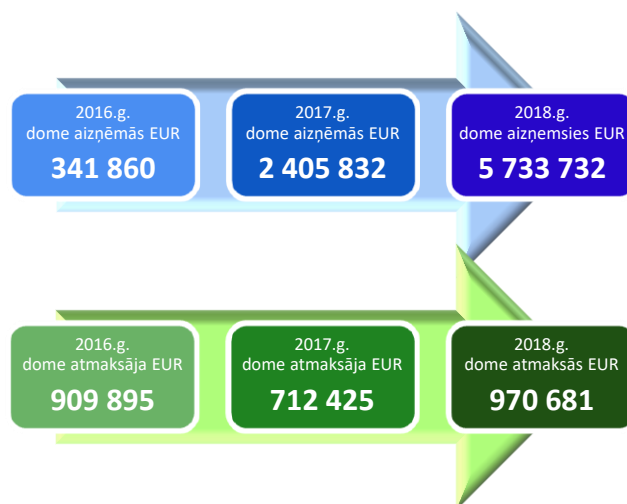 2016.g.
dome aizņēmās EUR
341 860
2017.g.
dome aizņēmās EUR
2 405 832
2018.g.
dome aizņemsies EUR
5 733 732
2016.g.
dome atmaksāja EUR
909 895
2017.g.
dome atmaksāja EUR
712 425
2018.g.
dome atmaksās EUR
970 681